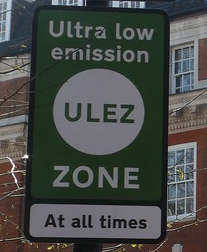 Ultra low
emission
ULEZ
ZONE
At all times